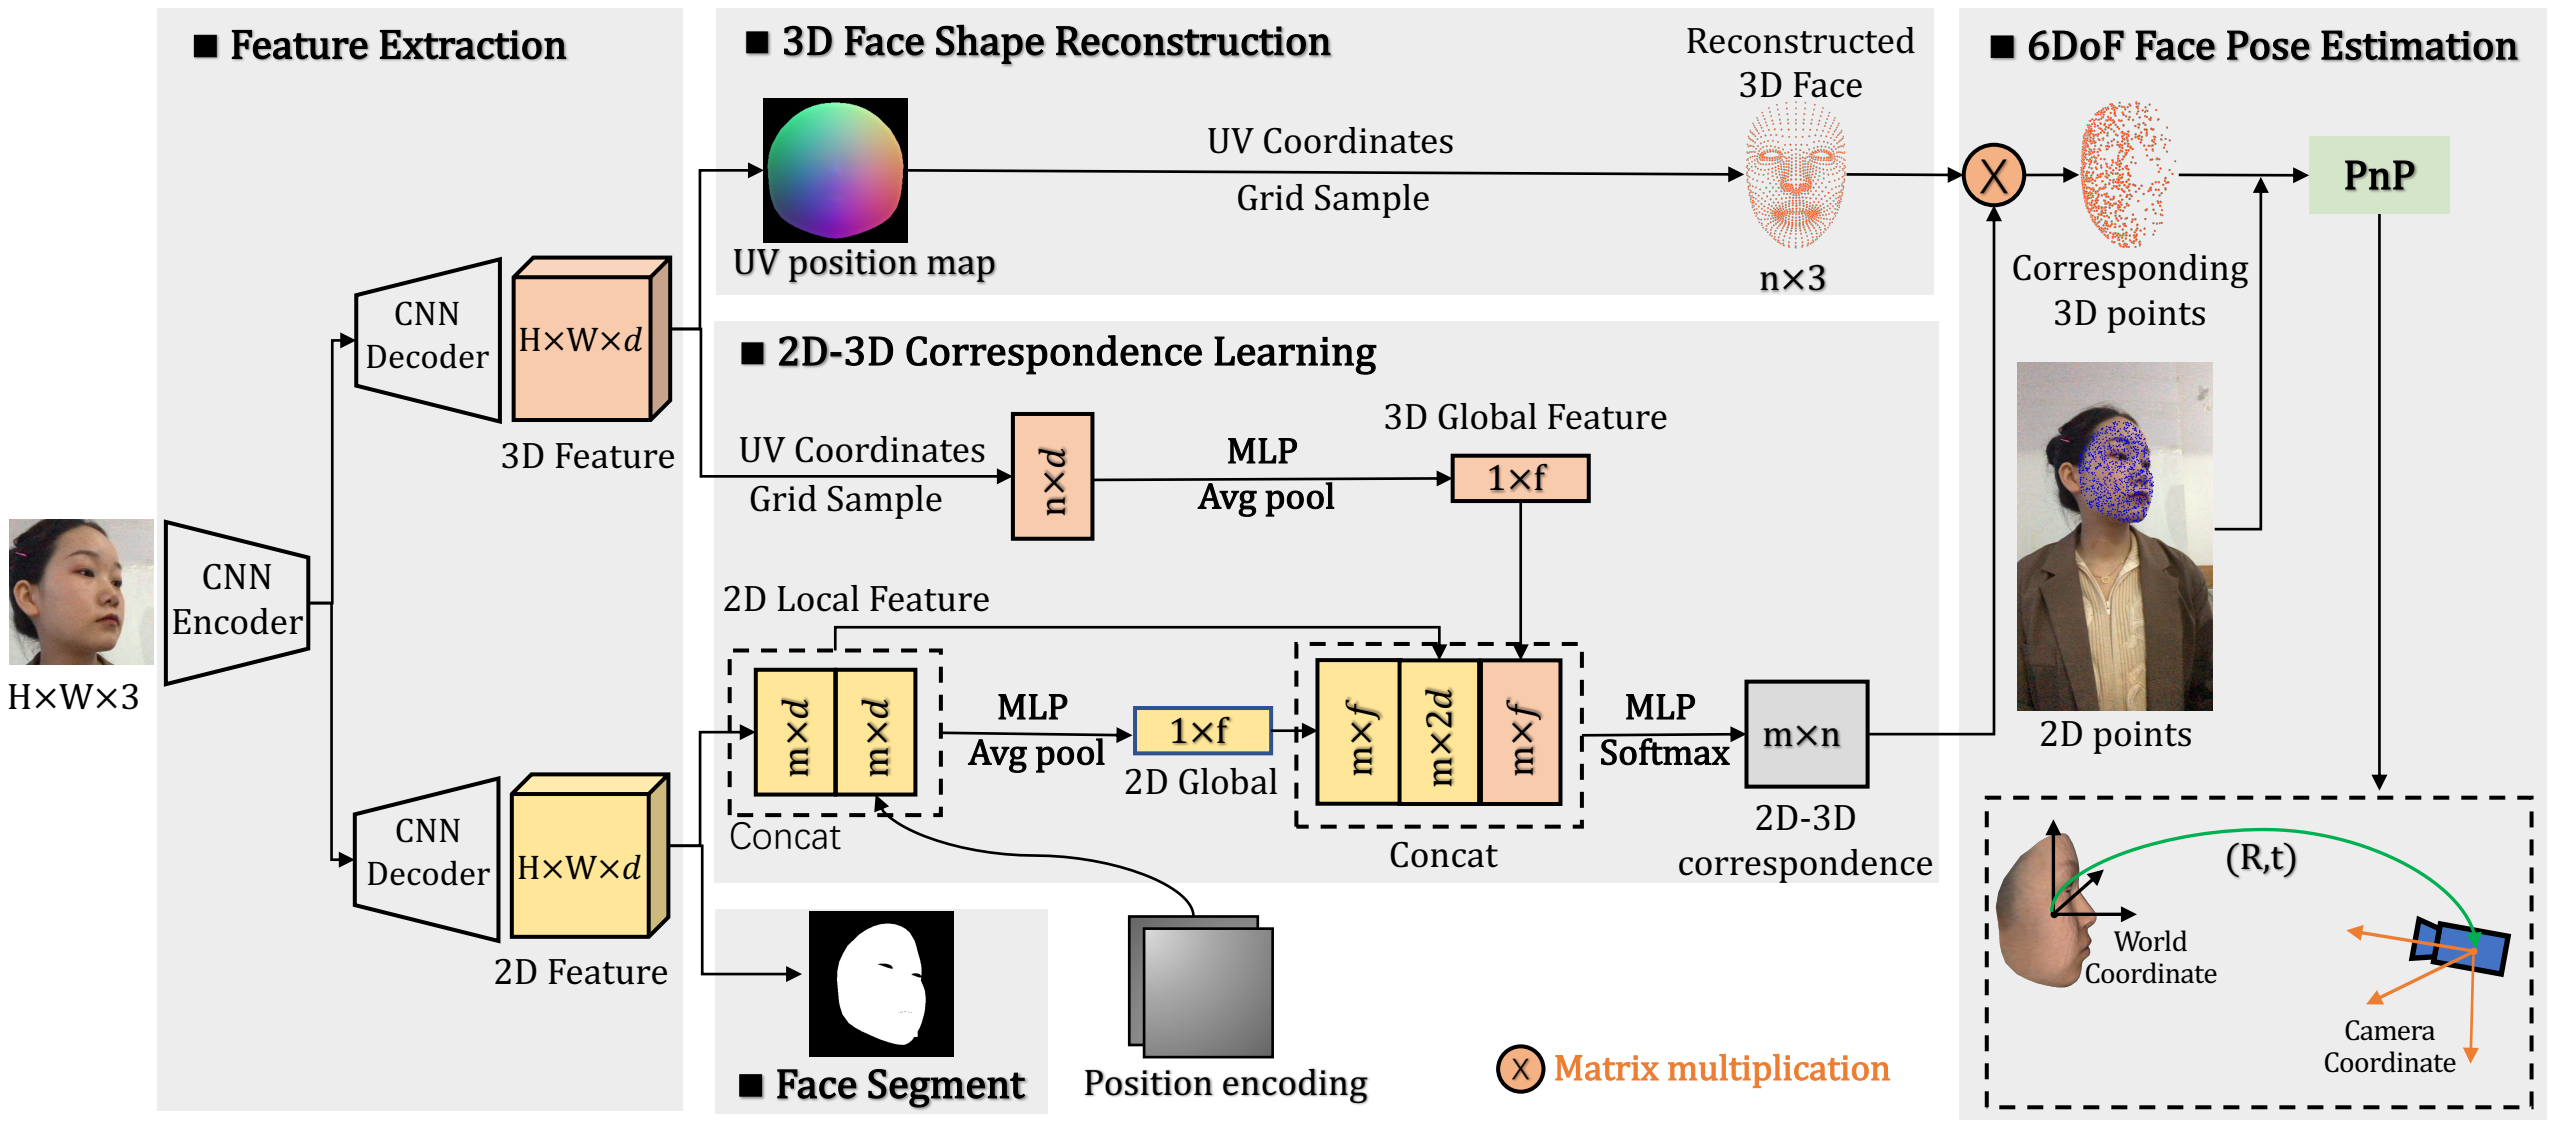 ■ Feature Extraction
H×W×3
CNN
Encoder
CNN
Decoder
H×W×d
3D Feature
CNN
Decoder
H×W×d
2D Feature
■ 3D Face Shape Reconstruction
UV position map
UV Coordinates
Grid Sample
Reconstructed
3D Face
n×3
■ 2D-3D Correspondence Learning
UV Coordinates
Grid Sample
n×d
MLP
Avg pool
3D Global Feature
1×f
2D Local Feature
m×d
m×d
Concat
MLP
Avg pool
1×f
2D Global
m×f
m×2d
m×f
Concat
MLP
Softmax
m×n
2D-3D
correspondence
■ Face Segment
Position encoding
X Matrix multiplication
■ 6DoF Face Pose Estimation
X
Corresponding
3D points
PnP
2D points
(R,t)
World
Coordinate
Camera
Coordinate